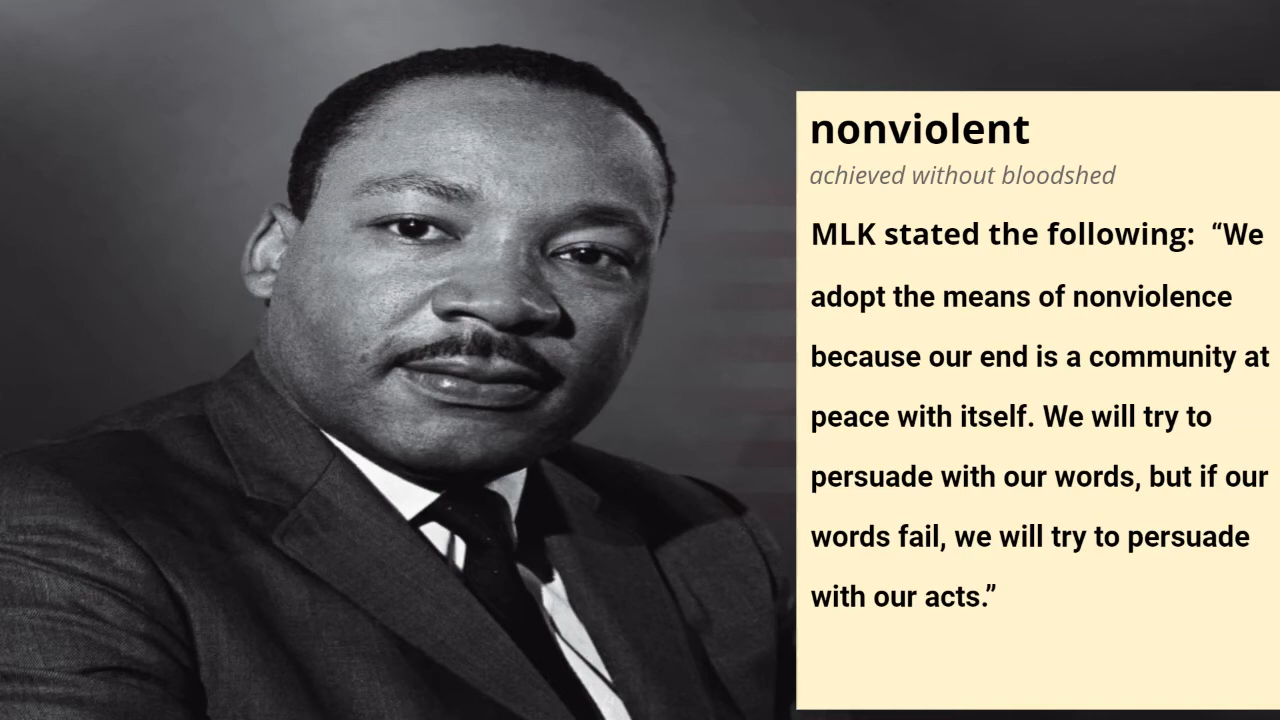 nonviolent
achieved without bloodshed
MLK stated the following:  “We
adopt the means of nonviolence
because our end is a community at
peace with itself. We will try to
persuade with our words, but if our
words fail, we will try to persuade
with our acts.”